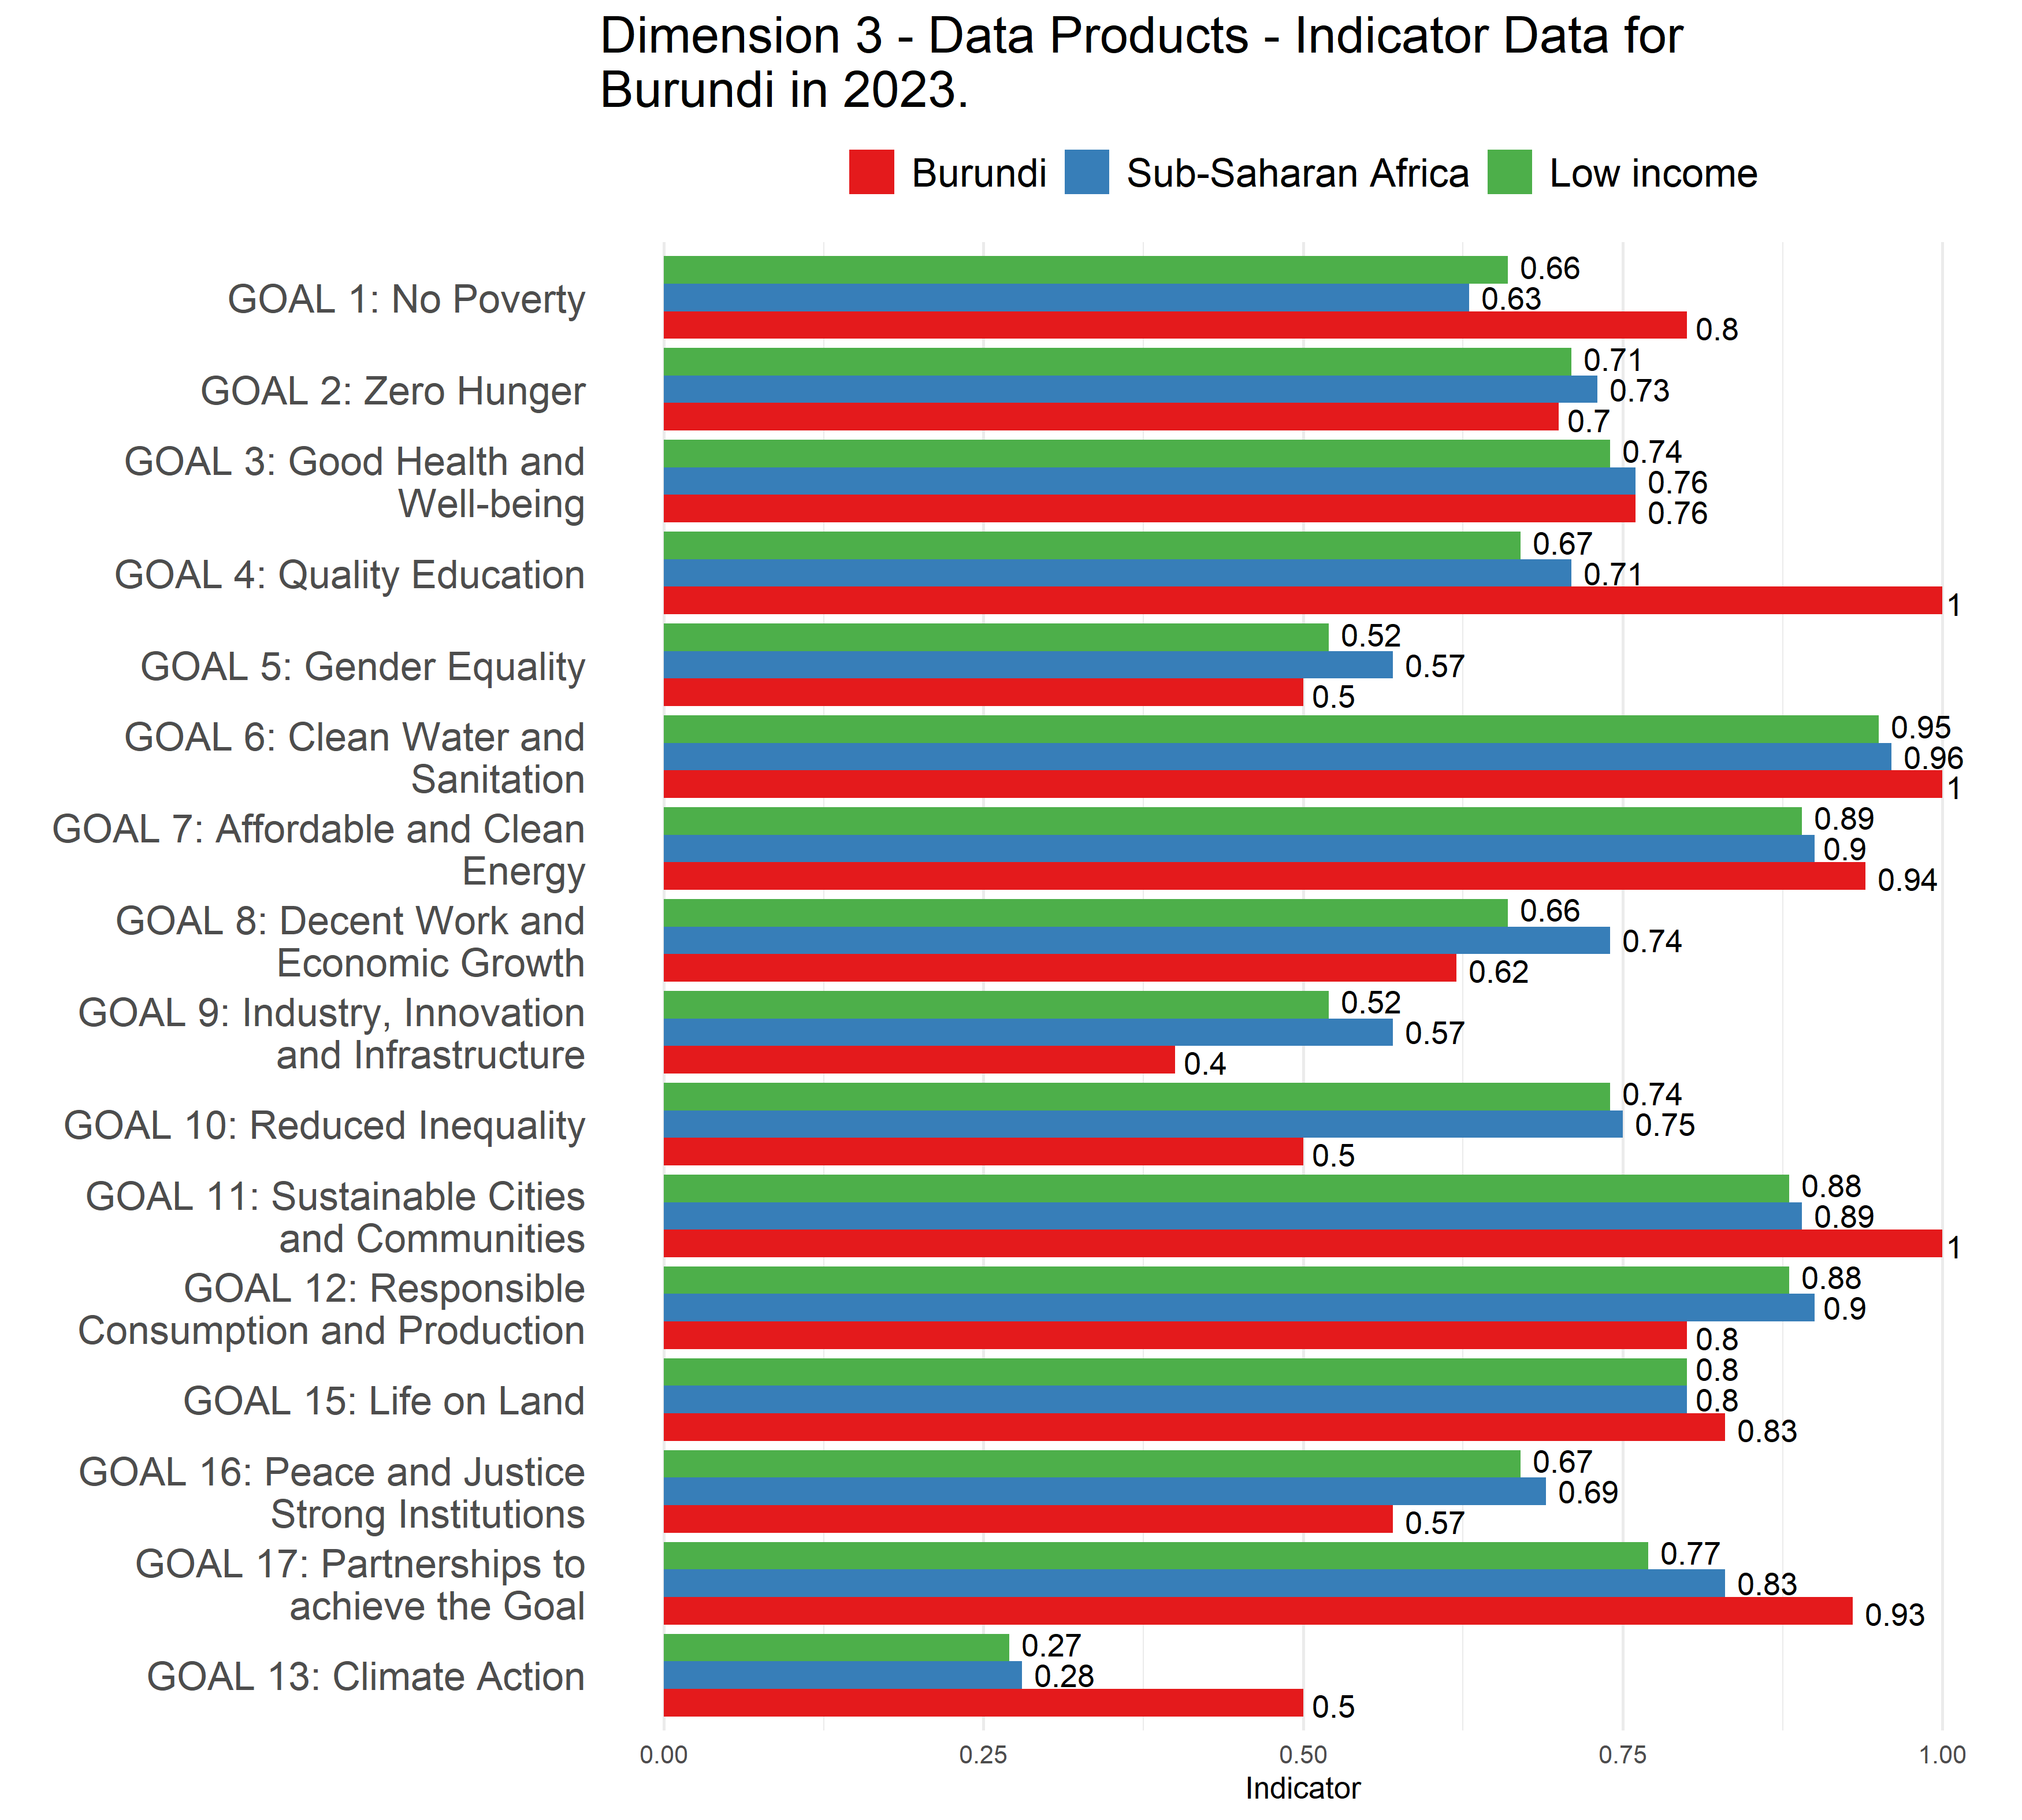 Dimension 3 - Data Products - Indicator Data for
Burundi in 2023.
Burundi
Sub-Saharan Africa
Low income
GOAL 1: No Poverty
0.66
0.63
0.8
GOAL 2: Zero Hunger
0.71
0.73
0.7
GOAL 3: Good Health and
Well-being
0.74
0.76
0.76
GOAL 4: Quality Education
0.67
0.71
1
GOAL 5: Gender Equality
0.52
0.57
0.5
GOAL 6: Clean Water and
Sanitation
0.95
0.96
1
GOAL 7: Affordable and Clean
Energy
0.89
0.9
0.94
GOAL 8: Decent Work and
Economic Growth
0.66
0.74
0.62
GOAL 9: Industry, Innovation
and Infrastructure
0.52
0.57
0.4
GOAL 10: Reduced Inequality
0.74
0.75
0.5
GOAL 11: Sustainable Cities
and Communities
0.88
0.89
1
GOAL 12: Responsible
Consumption and Production
0.88
0.9
0.8
GOAL 15: Life on Land
0.8
0.8
0.83
GOAL 16: Peace and Justice
Strong Institutions
0.67
0.69
0.57
GOAL 17: Partnerships to
achieve the Goal
0.77
0.83
0.93
GOAL 13: Climate Action
0.27
0.28
0.5
0.00 0.25 0.50 0.75 1.00
Indicator